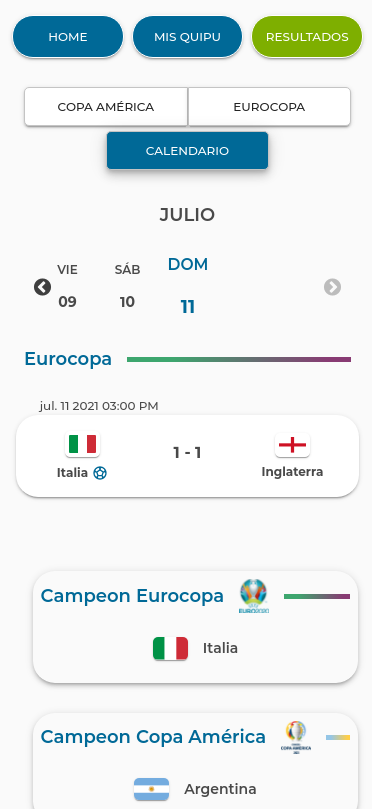 HOME MIS QUIPU RESULTADOS
COPA AMÉRICA EUROCOPA
CALENDARIO
JULIO
VIE SÁB DOM
09 10 11
Eurocopa
jul. 11 2021 03:00 PM
1 - 1
Italia Inglaterra
Campeon Eurocopa EURO2020
Italia
Campeon Copa América COPA AMÉRICA
Argentina